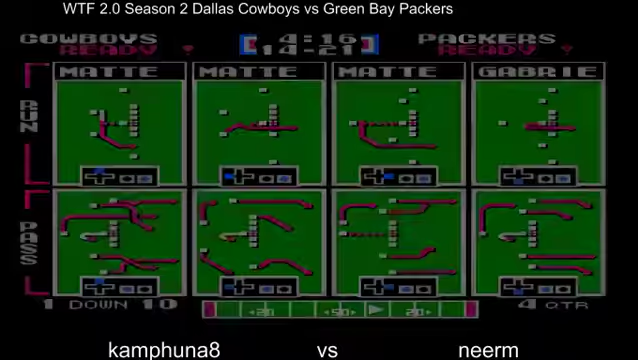 WTF 2.0 Season 2 Dallas Cowboys vs Green Bay Packers
COWBOYS 4:16 PACKERS
READY 14-21 READY
MATTE MATTE MATTE GABRIE
RUN
PASS
1 DOWN 10 20 50 20 4 QTR
kamphuna8 vs neerm